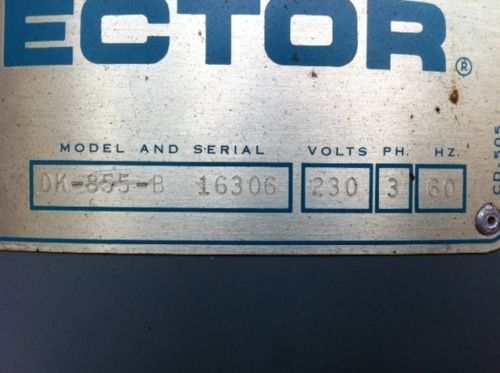 ECTOR®
MODEL AND SERIAL VOLTS PH. HZ.
DK-855-B 16306 230 3 60